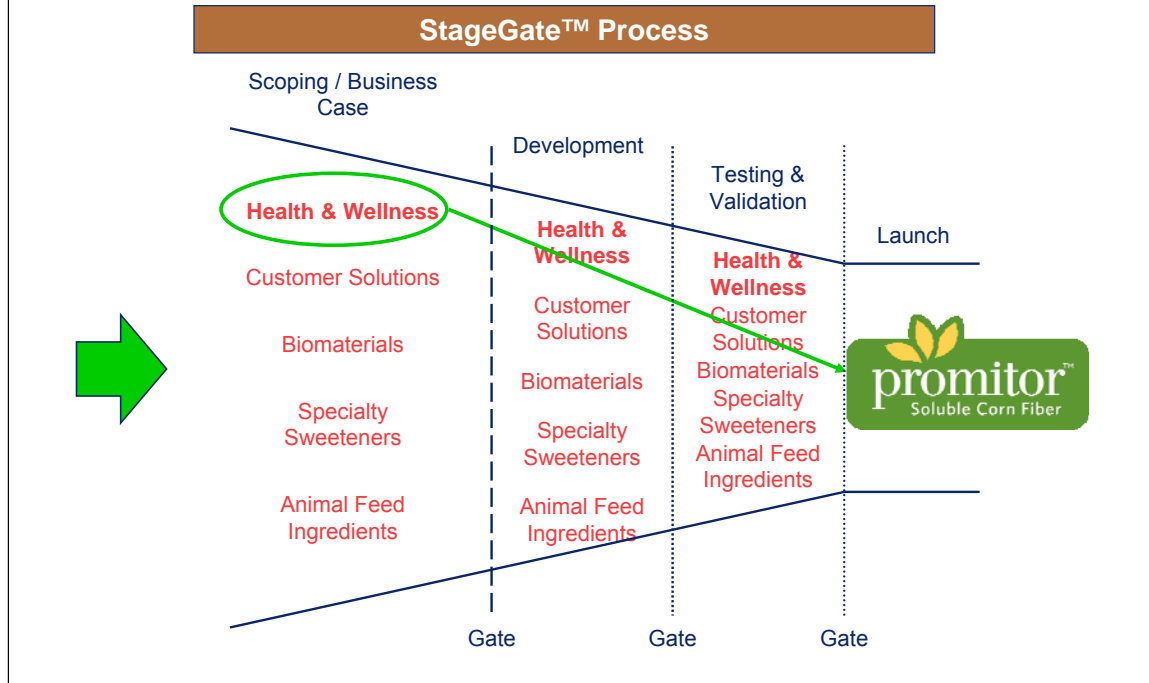 StageGate™ Process
Scoping / Business
Case
Health & Wellness
Customer Solutions
Biomaterials
Specialty
Sweeteners
Animal Feed
Ingredients
Development
Health &
Wellness
Customer
Solutions
Biomaterials
Specialty
Sweeteners
Animal Feed
Ingredients
Testing &
Validation
Health &
Wellness
Customer
Solutions
Biomaterials
Specialty
Sweeteners
Animal Feed
Ingredients
Launch
promitor™
Soluble Corn Fiber
Gate
Gate
Gate